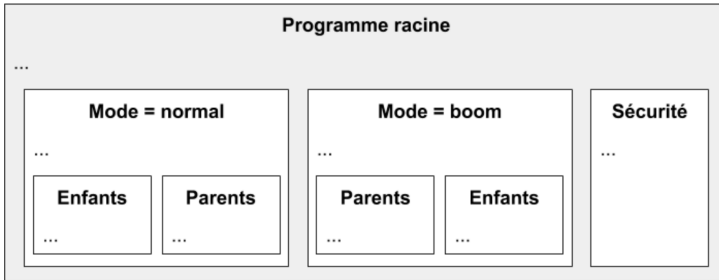 Programme racine
...
Mode = normal
Mode = boom
Sécurité
...
...
...
Enfants
Parents
Parents
Enfants
...
...
...
...